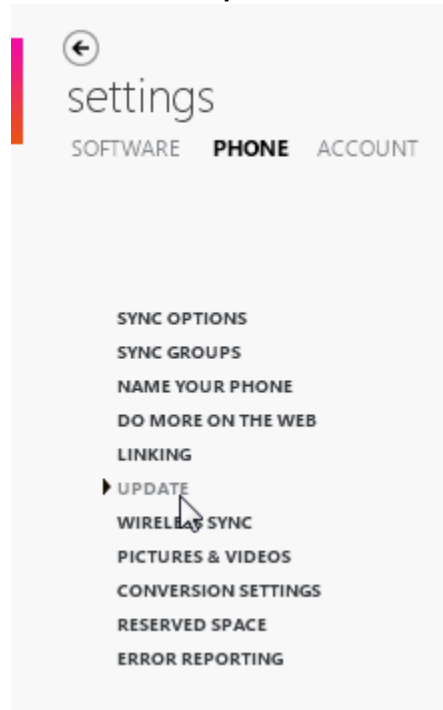 settings
SOFTWARE PHONE ACCOUNT
SYNC OPTIONS
SYNC GROUPS
NAME YOUR PHONE
DO MORE ON THE WEB
LINKING
UPDATE
WIRELESS SYNC
PICTURES & VIDEOS
CONVERSION SETTINGS
RESERVED SPACE
ERROR REPORTING